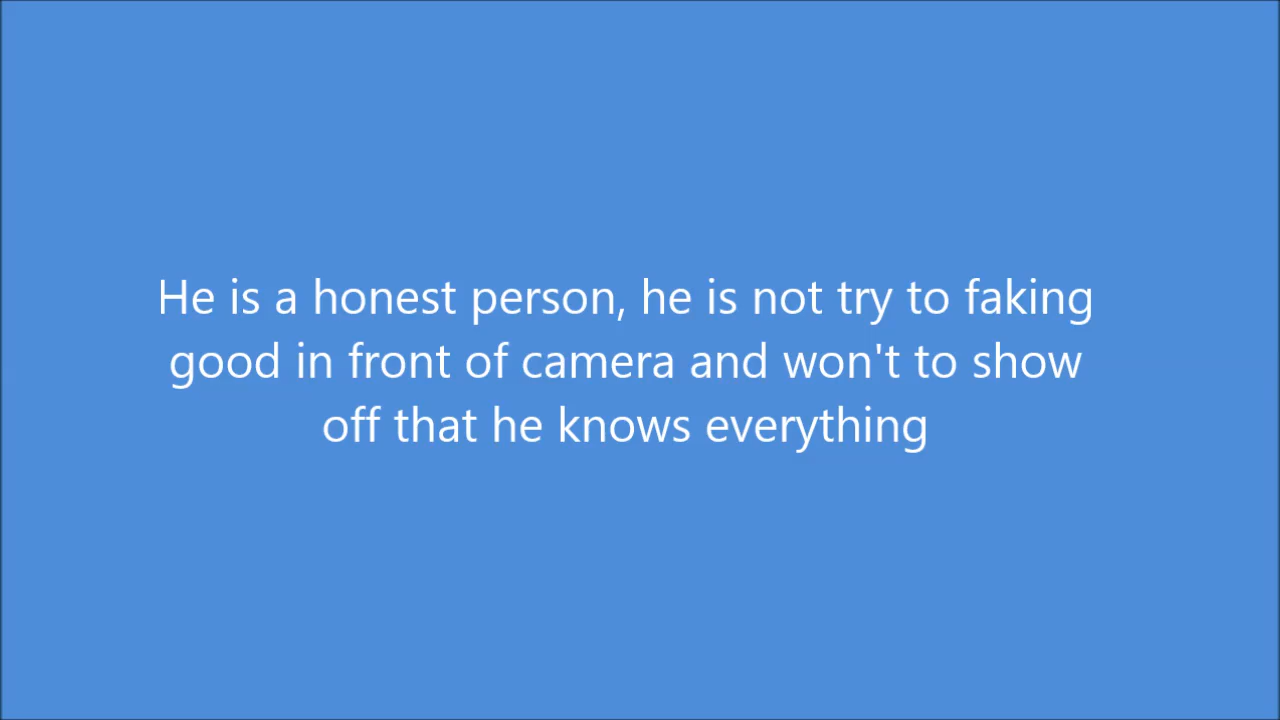 He is a honest person, he is not try to faking
good in front of camera and won't to show
off that he knows everything